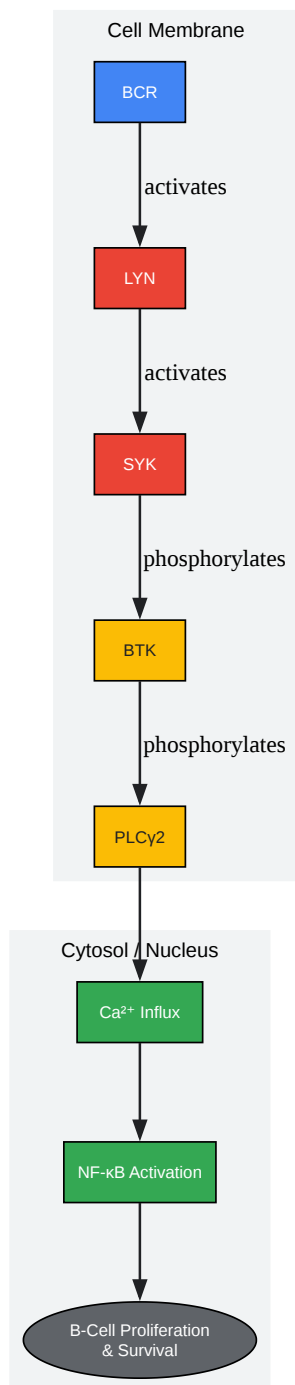 Cell Membrane
BCR
activates
LYN
activates
SYK
phosphorylates
BTK
phosphorylates
PLCγ2
Cytosol / Nucleus
Ca²⁺ Influx
NF-κB Activation
B-Cell Proliferation
& Survival